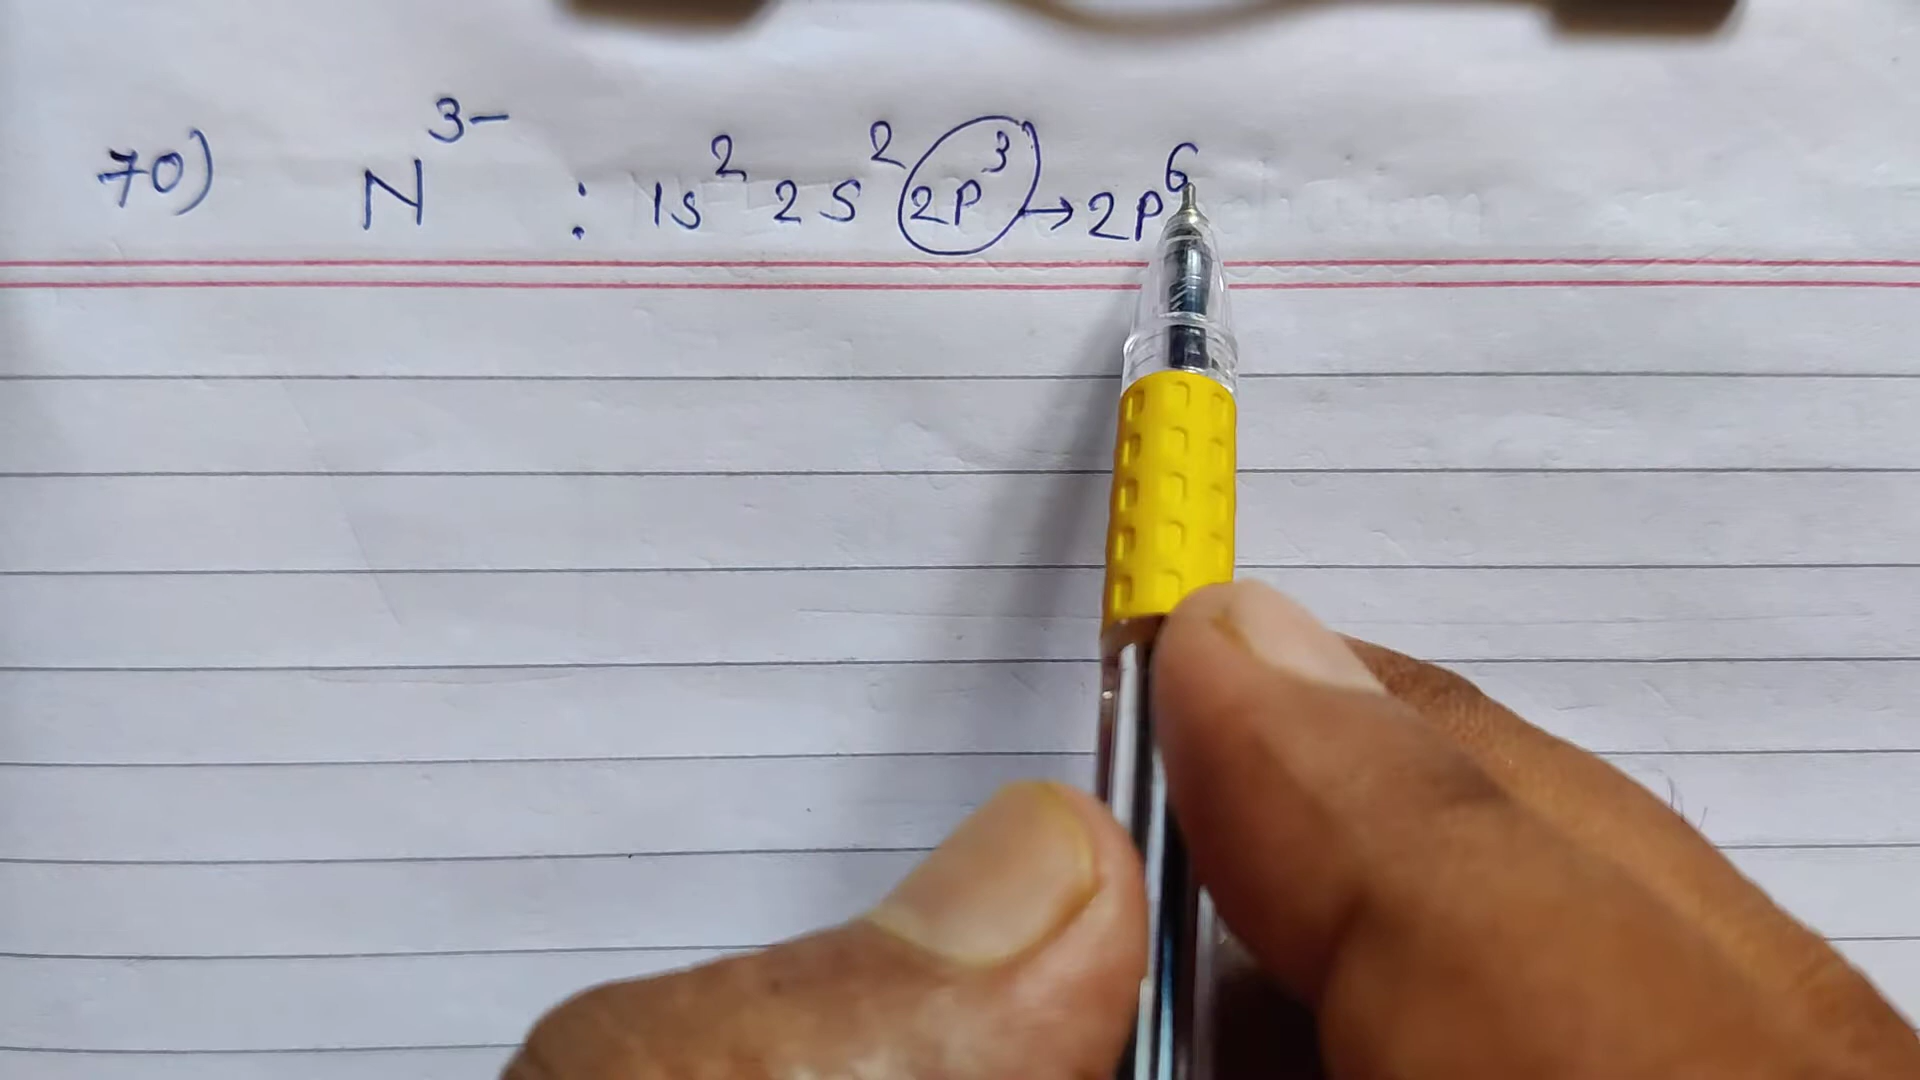 70) N³⁻ : 1s² 2s² 2p³ → 2p⁶